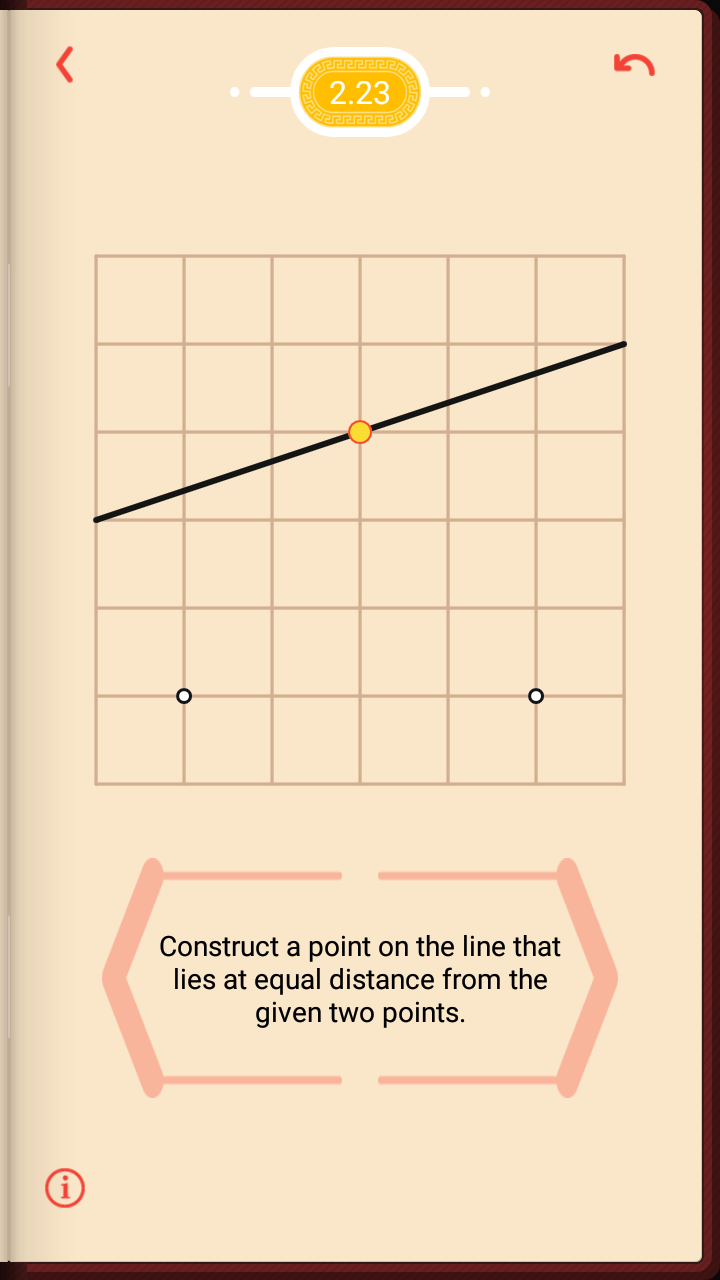 2.23
Construct a point on the line that
lies at equal distance from the
given two points.
i